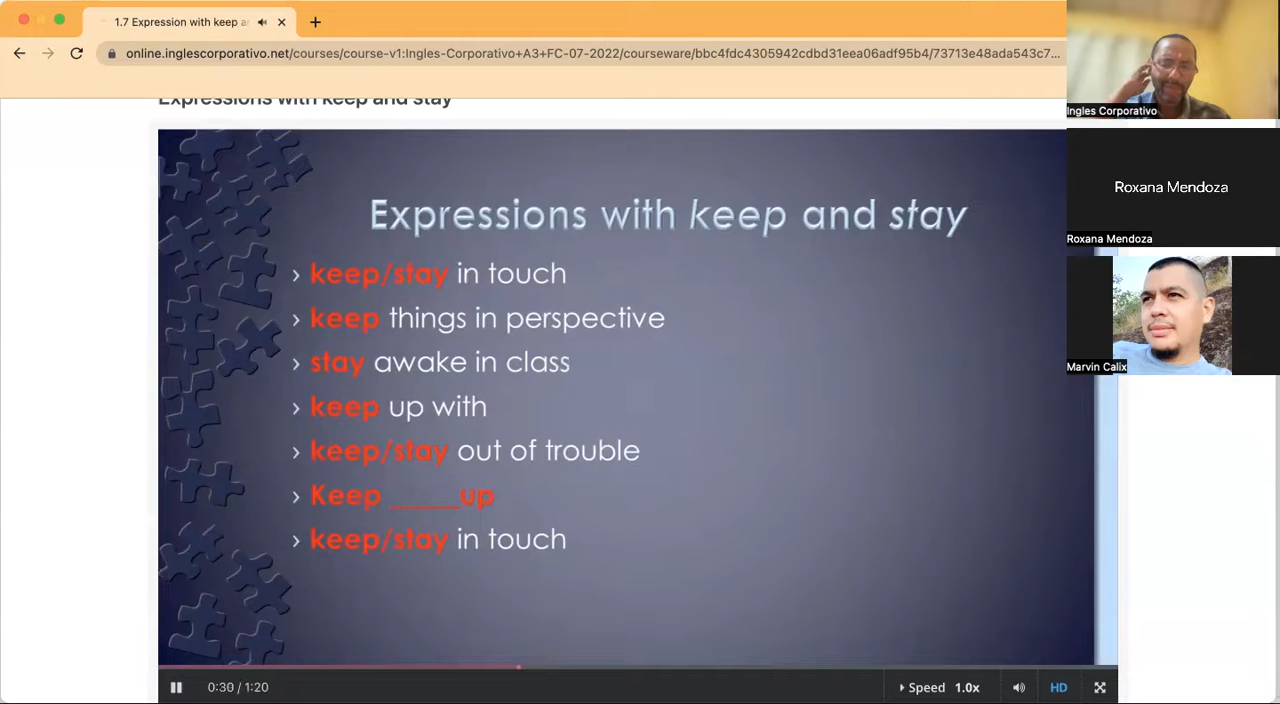 1.7 Expression with keep a
online.inglescorporativo.net/courses/course-v1:Ingles-Corporativo+A3+FC-07-2022/courseware/bbc4fdc4305942cdbd31eea06adf95b4/73713e48ada543c7...
Expressions with keep and stay
Expressions with keep and stay
› keep/stay in touch
› keep things in perspective
› stay awake in class
› keep up with
› keep/stay out of trouble
› Keep _____up
› keep/stay in touch
0:30 / 1:20
Speed 1.0x
HD
Ingles Corporativo
Roxana Mendoza
Roxana Mendoza
Marvin Calix